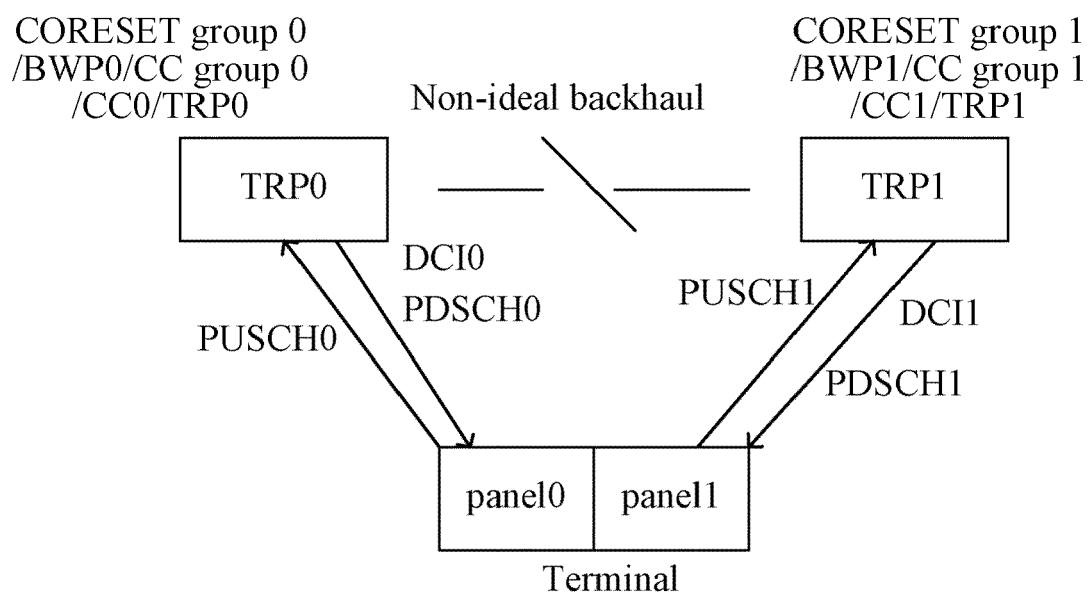 CORESET group 0
/BWP0/CC group 0
/CC0/TRP0
CORESET group 1
/BWP1/CC group 1
/CC1/TRP1
Non-ideal backhaul
TRP0
TRP1
DCI0
PDSCH0
PUSCH0
PUSCH1
DCI1
PDSCH1
panel0
panel1
Terminal